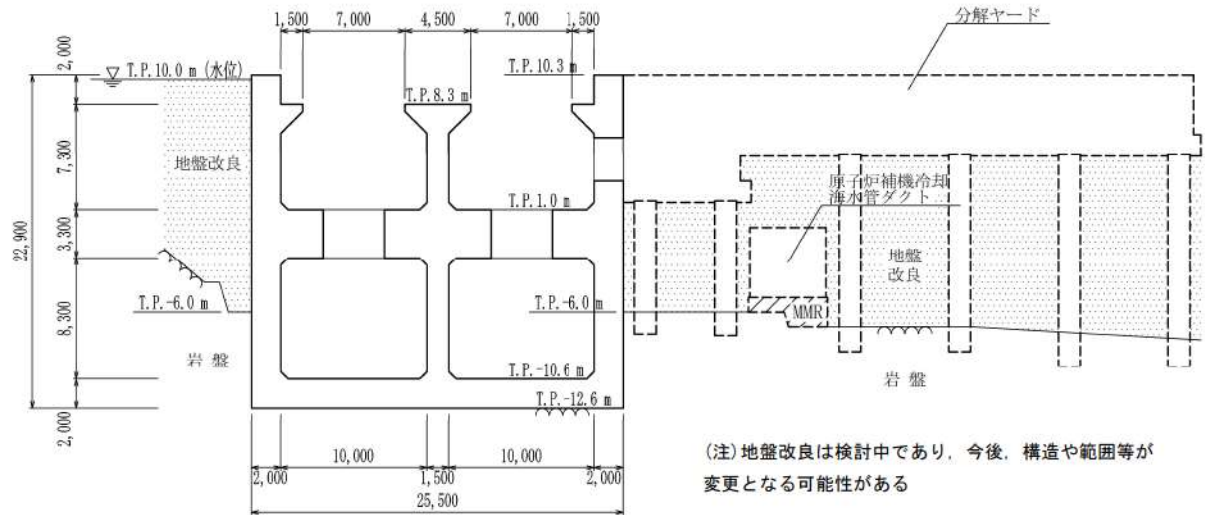 1,500
7,000
4,500
7,000
1,500
分解ヤード
2,000
T.P.10.0 m (水位)
T.P.10.3 m
T.P.8.3 m
地盤改良
7,300
原子炉補機冷却
海水管ダクト
T.P.1.0 m
22,900
3,300
地盤
改良
T.P.-6.0 m
T.P.-6.0 m
MMR
8,300
岩 盤
T.P.-10.6 m
岩 盤
T.P.-12.6 m
2,000
10,000
1,500
10,000
2,000
2,000
25,500
(注)地盤改良は検討中であり，今後，構造や範囲等が
変更となる可能性がある